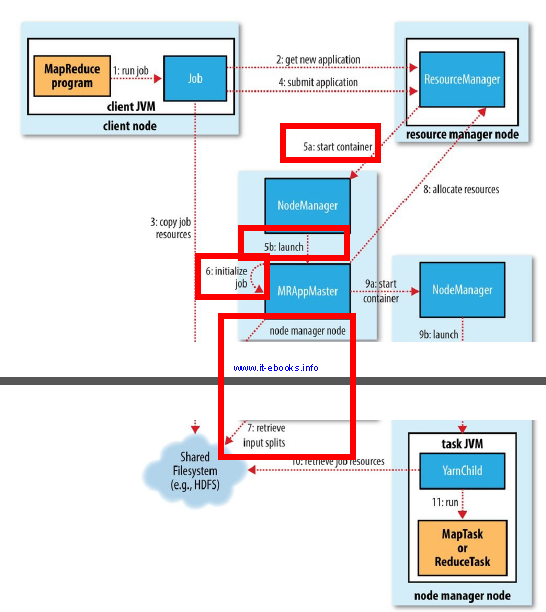 MapReduce
program
1: run job
Job
client JVM
client node
2: get new application
4: submit application
ResourceManager
resource manager node
5a: start container
8: allocate resources
NodeManager
3: copy job
resources
5b: launch
6: initialize
job
MRAppMaster
9a: start
container
NodeManager
node manager node
9b: launch
www.it-ebooks.info
7: retrieve
input splits
Shared
Filesystem
(e.g., HDFS)
10: retrieve job resources
task JVM
YarnChild
11: run
MapTask
or
ReduceTask
node manager node